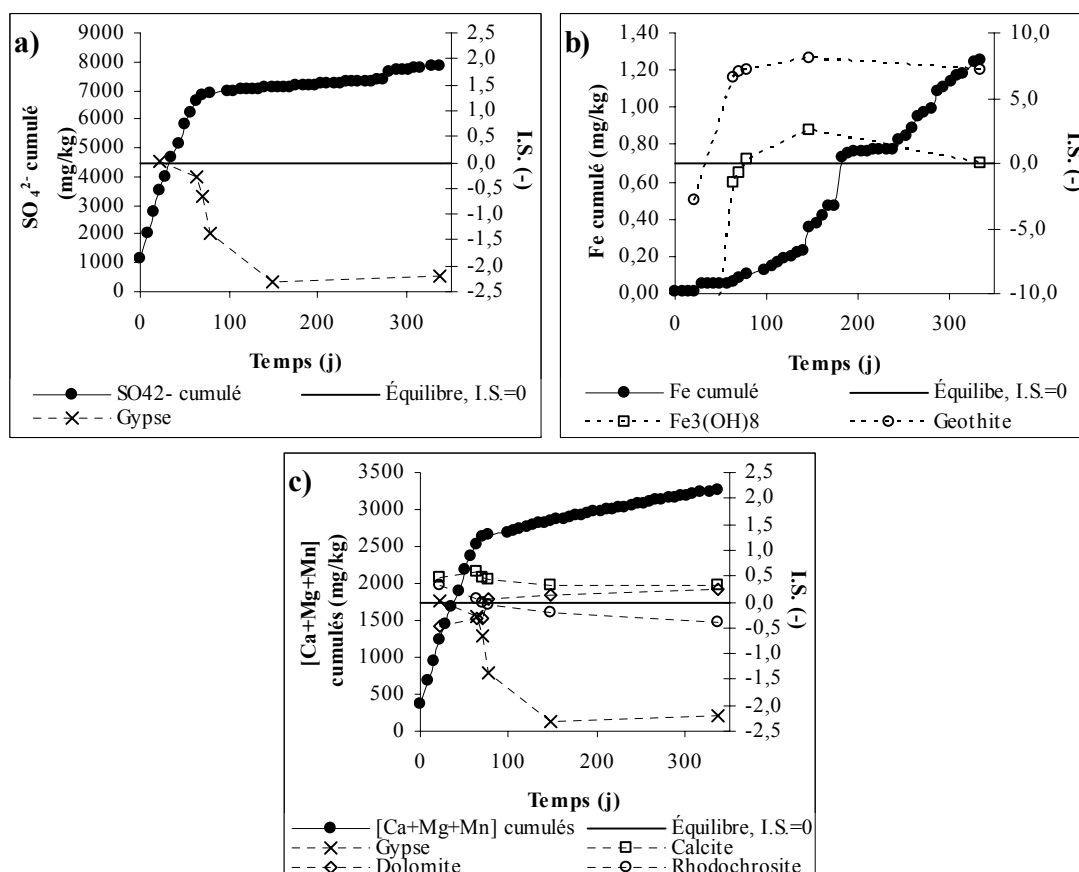 a)
9000
8000
7000
6000
5000
4000
3000
2000
1000
0
SO₄²⁻ cumulé
(mg/kg)
2,5
2,0
1,5
1,0
0,5
0,0
-0,5
-1,0
-1,5
-2,0
-2,5
I.S. (-)
0 100 200 300
Temps (j)
SO42- cumulé
Équilibre, I.S.=0
Gypse
b)
1,40
1,20
1,00
0,80
0,60
0,40
0,20
0,00
Fe cumulé (mg/kg)
10,0
5,0
0,0
-5,0
-10,0
I.S. (-)
0 100 200 300
Temps (j)
Fe cumulé
Équilibe, I.S.=0
Fe3(OH)8
Geothite
c)
3500
3000
2500
2000
1500
1000
500
0
[Ca+Mg+Mn]
cumulés (mg/kg)
2,5
2,0
1,5
1,0
0,5
0,0
-0,5
-1,0
-1,5
-2,0
-2,5
I.S. (-)
0 100 200 300
Temps (j)
[Ca+Mg+Mn] cumulés
Équilibre, I.S.=0
Gypse
Calcite
Dolomite
Rhodochrosite